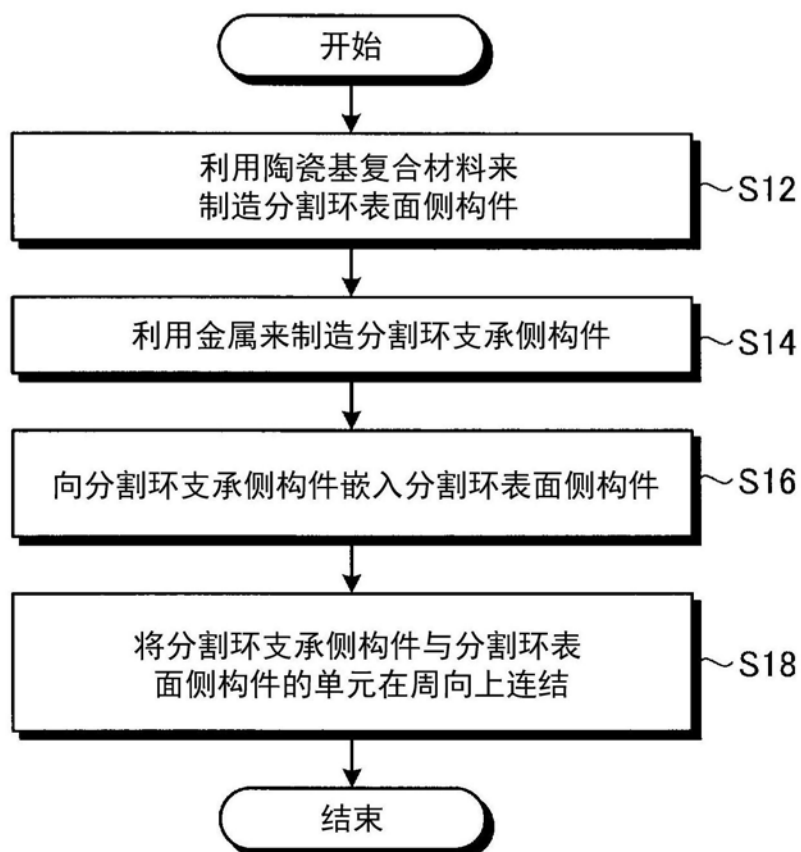 开始
利用陶瓷基复合材料来
制造分割环表面侧构件
S12
利用金属来制造分割环支承侧构件
S14
向分割环支承侧构件嵌入分割环表面侧构件
S16
将分割环支承侧构件与分割环表
面侧构件的单元在周向上连结
S18
结束